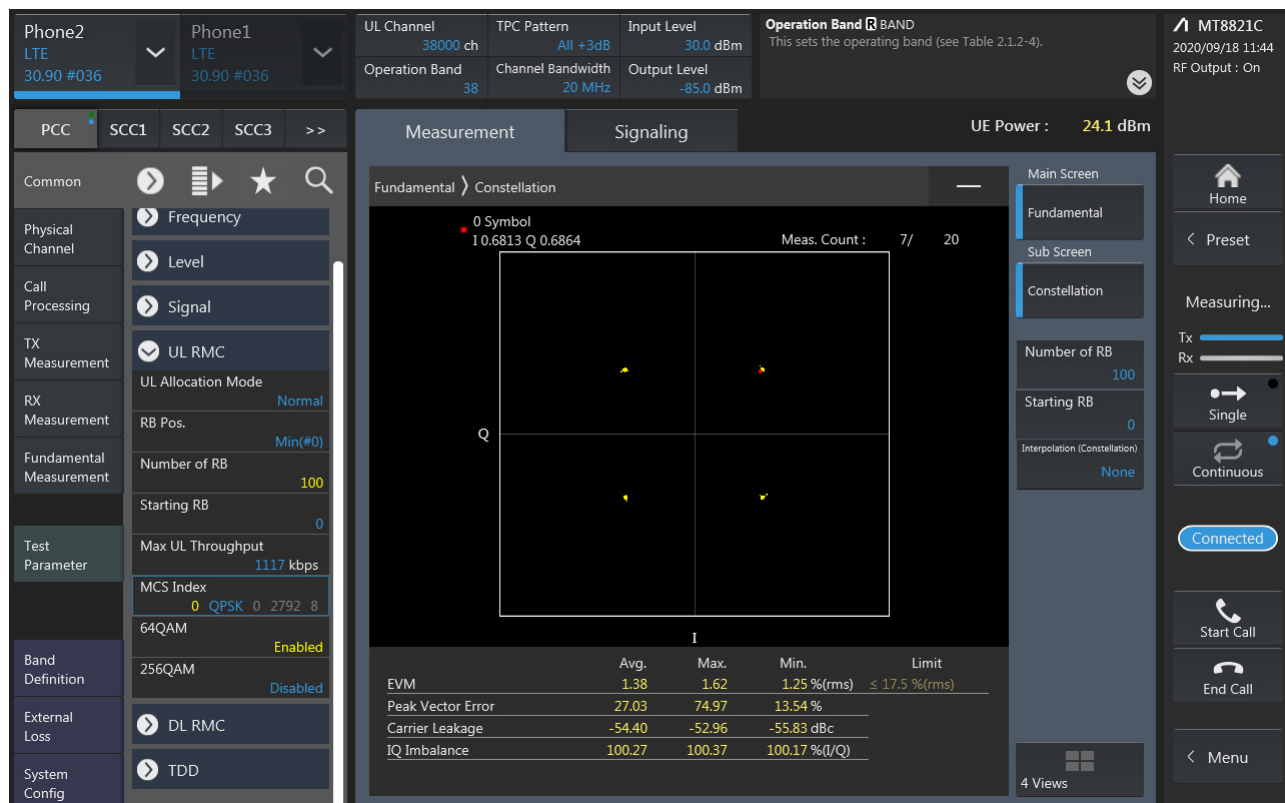 Phone2
LTE
30.90 #036
Phone1
LTE
30.90 #036
UL Channel
38000 ch
TPC Pattern
All +3dB
Input Level
30.0 dBm
Operation Band
38
Channel Bandwidth
20 MHz
Output Level
-85.0 dBm
Operation Band R BAND
This sets the operating band (see Table 2.1.2-4).
MT8821C
2020/09/18 11:44
RF Output : On
PCC
SCC1
SCC2
SCC3
>>
Measurement
Signaling
UE Power : 24.1 dBm
Common
Physical
Channel
Call
Processing
TX
Measurement
RX
Measurement
Fundamental
Measurement
Test
Parameter
Band
Definition
External
Loss
System
Config
Frequency
Level
Signal
UL RMC
UL Allocation Mode
Normal
RB Pos.
Min(#0)
Number of RB
100
Starting RB
0
Max UL Throughput
1117 kbps
MCS Index
0 QPSK 0 2792 8
64QAM
Enabled
256QAM
Disabled
DL RMC
TDD
Fundamental 〉 Constellation
0 Symbol
I 0.6813 Q 0.6864
Meas. Count : 7/ 20
Q
I
Avg. Max. Min. Limit
EVM 1.38 1.62 1.25 %(rms) ≤ 17.5 %(rms)
Peak Vector Error 27.03 74.97 13.54 %
Carrier Leakage -54.40 -52.96 -55.83 dBc
IQ Imbalance 100.27 100.37 100.17 %(I/Q)
Main Screen
Fundamental
Sub Screen
Constellation
Number of RB
100
Starting RB
0
Interpolation (Constellation)
None
4 Views
Home
< Preset
Measuring...
Tx
Rx
Single
Continuous
Connected
Start Call
End Call
< Menu